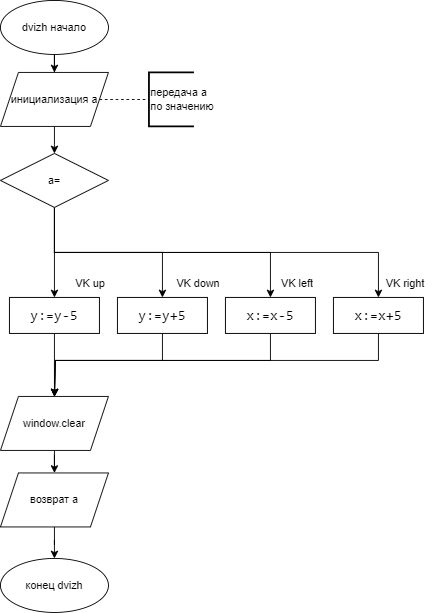 dvizh начало
инициализация a
передача a
по значению
a=
VK up
VK down
VK left
VK right
y:=y-5
y:=y+5
x:=x-5
x:=x+5
window.clear
возврат a
конец dvizh